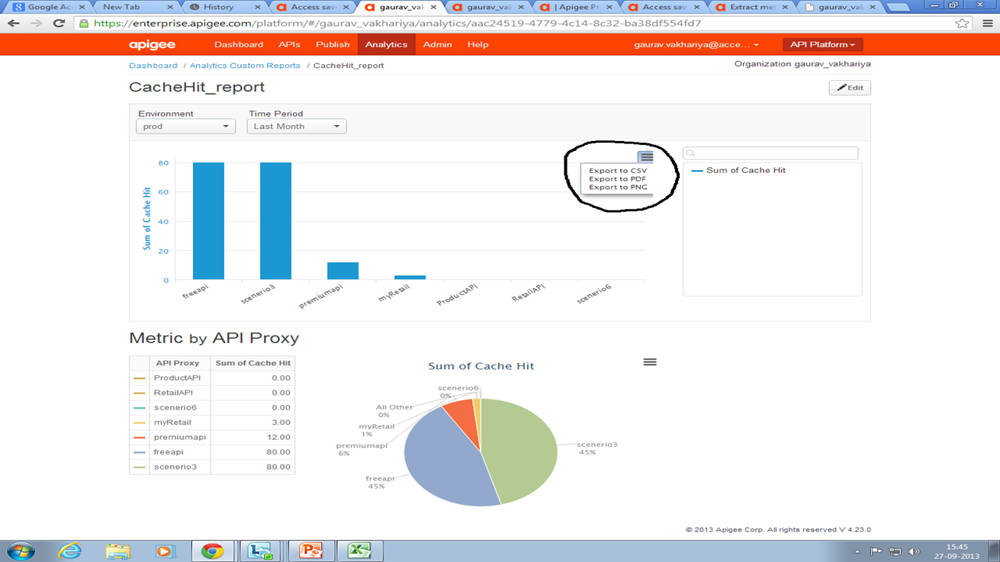 Google Acc
New Tab
History
Access save
gaurav_vak
gaurav_vak
| Apigee Pr
Access save
Extract mes
gaurav_vak
https://enterprise.apigee.com/platform/#/gaurav_vakhariya/analytics/aac24519-4779-4c14-8c32-ba38df554fd7
apigee Dashboard APIs Publish Analytics Admin Help gaurav.vakhariya@acce... API Platform
Dashboard / Analytics Custom Reports / CacheHit_report Organization gaurav_vakhariya
CacheHit_report Edit
Environment Time Period
prod Last Month
Export to CSV
Export to PDF
Export to PNG
Sum of Cache Hit
Sum of Cache Hit
80
60
40
20
0
freeapi scenerio3 premiumapi myRetail ProductAPI RetailAPI scenerio6
Metric by API Proxy
API Proxy Sum of Cache Hit
ProductAPI 0.00
RetailAPI 0.00
scenerio6 0.00
myRetail 3.00
premiumapi 12.00
freeapi 80.00
scenerio3 80.00
Sum of Cache Hit
scenerio6
0%
All Other
0%
myRetail
1%
premiumapi
6%
freeapi
45%
scenerio3
45%
© 2013 Apigee Corp. All rights reserved V 4.23.0
15:45
27-09-2013